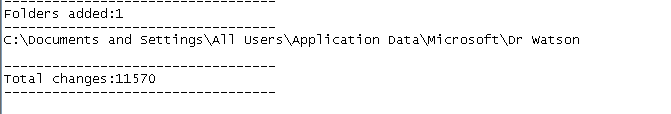 ----------------------------------
Folders added:1
----------------------------------
C:\Documents and Settings\All Users\Application Data\Microsoft\Dr Watson
----------------------------------
Total changes:11570
----------------------------------